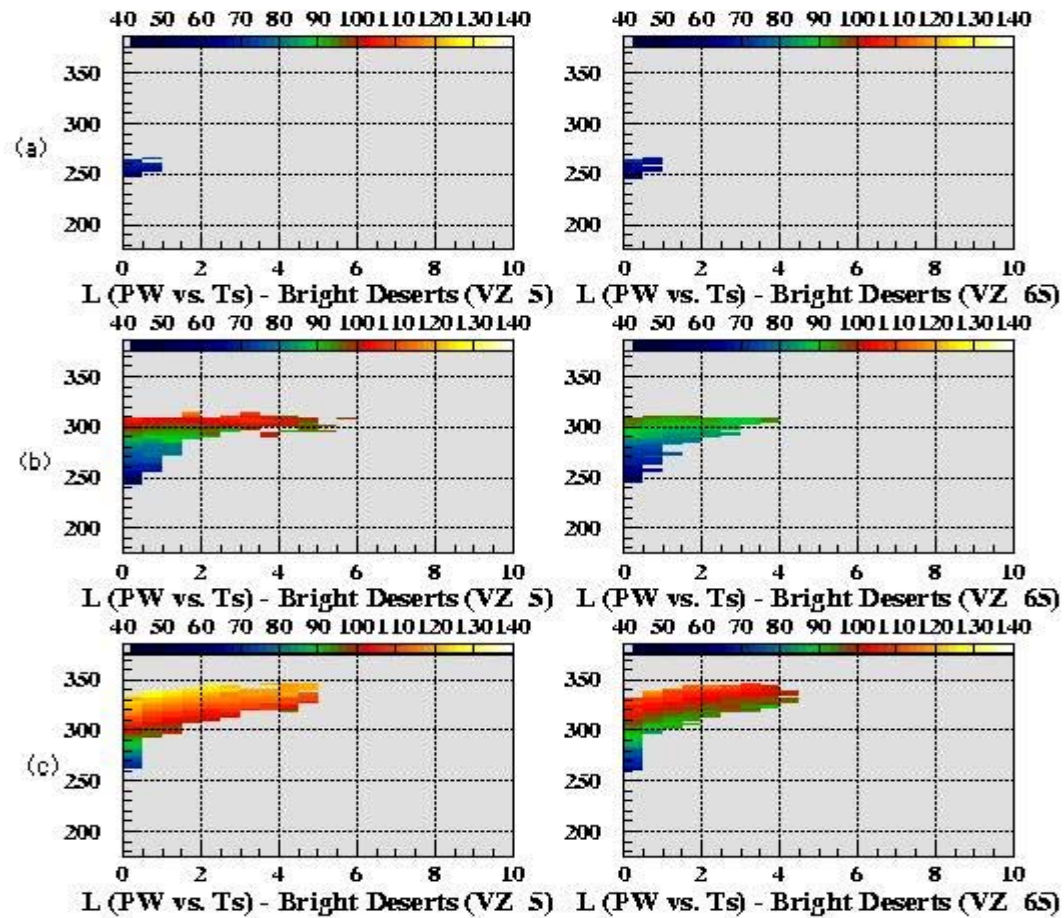 40 50 60 70 80 90 100110120130140 40 50 60 70 80 90 100110120130140
350 350
300 300
(a)
250 250
200 200
0 2 4 6 8 10 0 2 4 6 8 10
L (PW vs. Ts) - Bright Deserts (VZ 5) L (PW vs. Ts) - Bright Deserts (VZ 65)
40 50 60 70 80 90 100110120130140 40 50 60 70 80 90 100110120130140
350 350
300 300
(b)
250 250
200 200
0 2 4 6 8 10 0 2 4 6 8 10
L (PW vs. Ts) - Bright Deserts (VZ 5) L (PW vs. Ts) - Bright Deserts (VZ 65)
40 50 60 70 80 90 100110120130140 40 50 60 70 80 90 100110120130140
350 350
300 300
(c)
250 250
200 200
0 2 4 6 8 10 0 2 4 6 8 10
L (PW vs. Ts) - Bright Deserts (VZ 5) L (PW vs. Ts) - Bright Deserts (VZ 65)